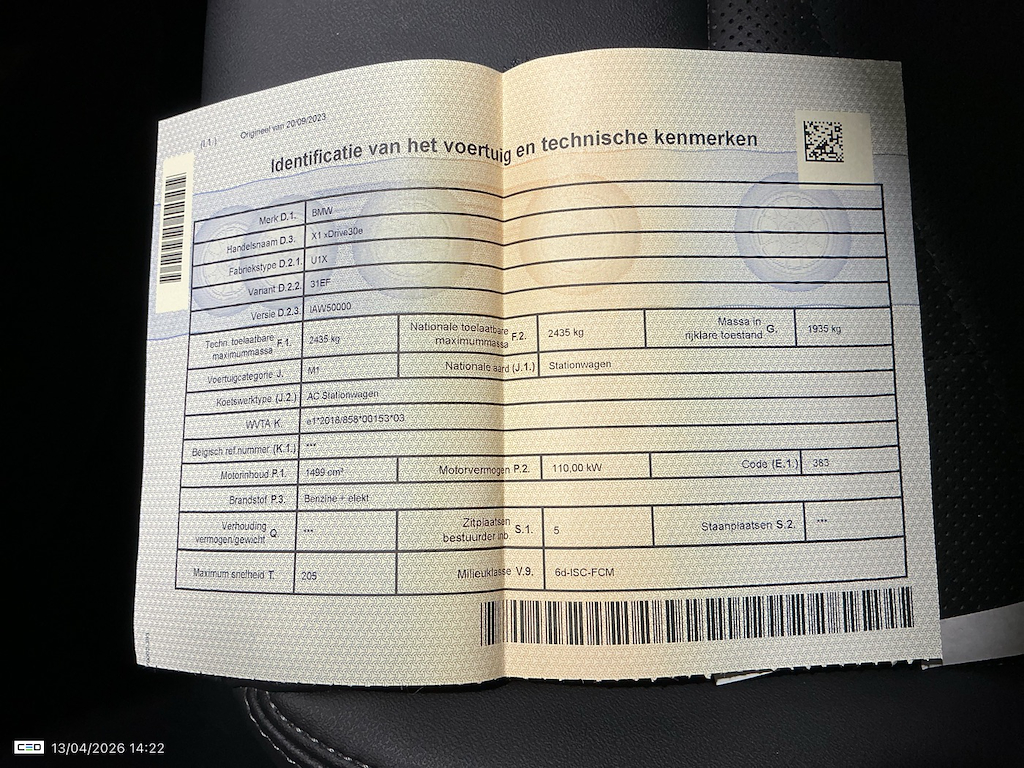 (I.1.) Origineel van 20/09/2023
Identificatie van het voertuig en technische kenmerken
Merk D.1. BMW
Handelsnaam D.3. X1 xDrive30e
Fabriekstype D.2.1. U1X
Variant D.2.2. 31EF
Versie D.2.3. IAW50000
Techn. toelaatbare maximummassa F.1. 2435 kg Nationale toelaatbare maximummassa F.2. 2435 kg Massa in rijklare toestand G. 1935 kg
Voertuigcategorie J. M1 Nationale aard (J.1.) Stationwagen
Koetswerktype (J.2.) AC Stationwagen
WVTA K. e1*2018/858*00153*03
Belgisch ref.nummer (K.1.) ***
Motorinhoud P.1. 1499 cm³ Motorvermogen P.2. 110,00 kW Code (E.1.) 383
Brandstof P.3. Benzine + elekt
Verhouding vermogen/gewicht Q. *** Zitplaatsen bestuurder inb. S.1. 5 Staanplaatsen S.2. ***
Maximum snelheid T. 205 Milieuklasse V.9. 6d-ISC-FCM
CEO 13/04/2026 14:22